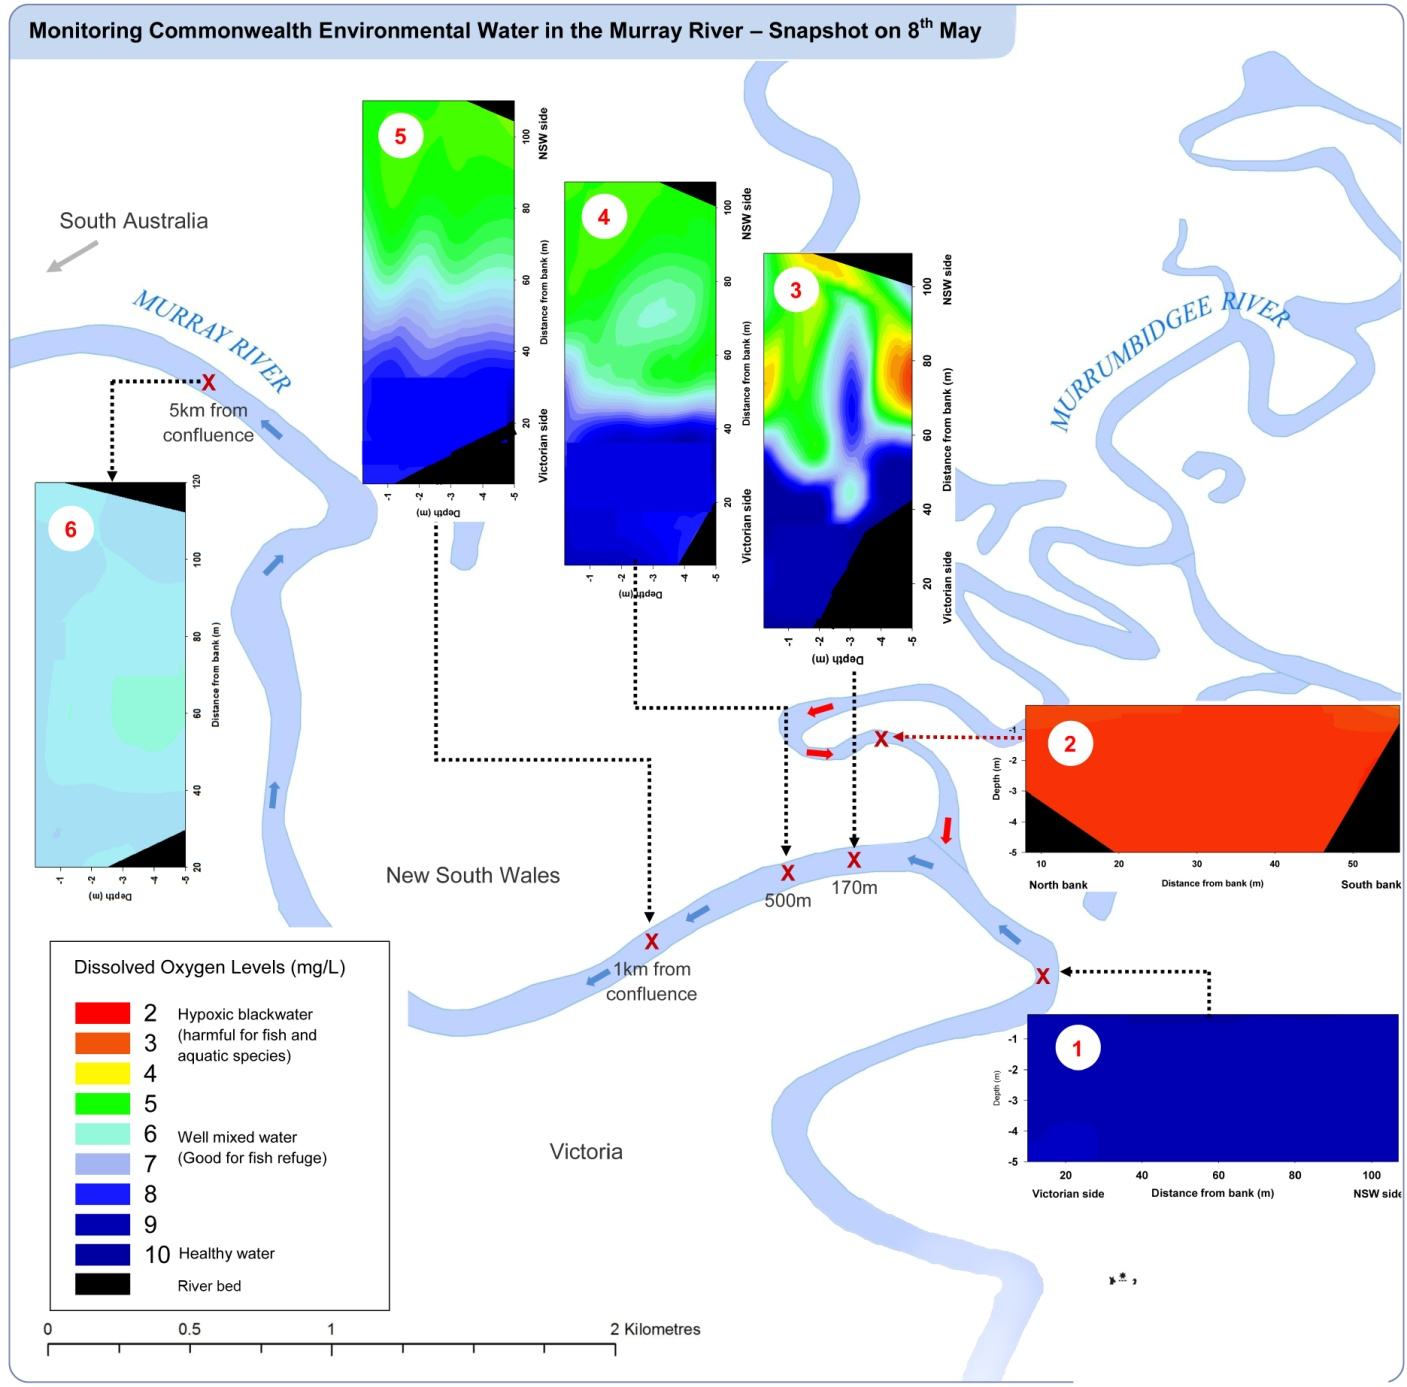 Monitoring Commonwealth Environmental Water in the Murray River – Snapshot on 8th May
South Australia
MURRAY RIVER
MURRUMBIDGEE RIVER
5km from
confluence
5
100
80
60
40
20
NSW side
Distance from bank (m)
Victorian side
-1
-2
-3
-4
-5
Depth (m)
4
100
80
60
40
20
NSW side
Distance from bank (m)
Victorian side
-1
-2
-3
-4
-5
Depth (m)
3
100
80
60
40
20
NSW side
Distance from bank (m)
Victorian side
-1
-2
-3
-4
-5
Depth (m)
6
120
100
80
60
40
20
Distance from bank (m)
-1
-2
-3
-4
-5
Depth (m)
2
-1
-2
-3
-4
-5
Depth (m)
10 20 30 40 50
North bank Distance from bank (m) South bank
X
X
X
X
X
X
170m
500m
1km from
confluence
New South Wales
Victoria
1
-1
-2
-3
-4
-5
Depth (m)
20 40 60 80 100
Victorian side Distance from bank (m) NSW side
Dissolved Oxygen Levels (mg/L)
2 Hypoxic blackwater
(harmful for fish and
3
aquatic species)
4
5
6 Well mixed water
(Good for fish refuge)
7
8
9
10 Healthy water
River bed
0 0.5 1 2 Kilometres